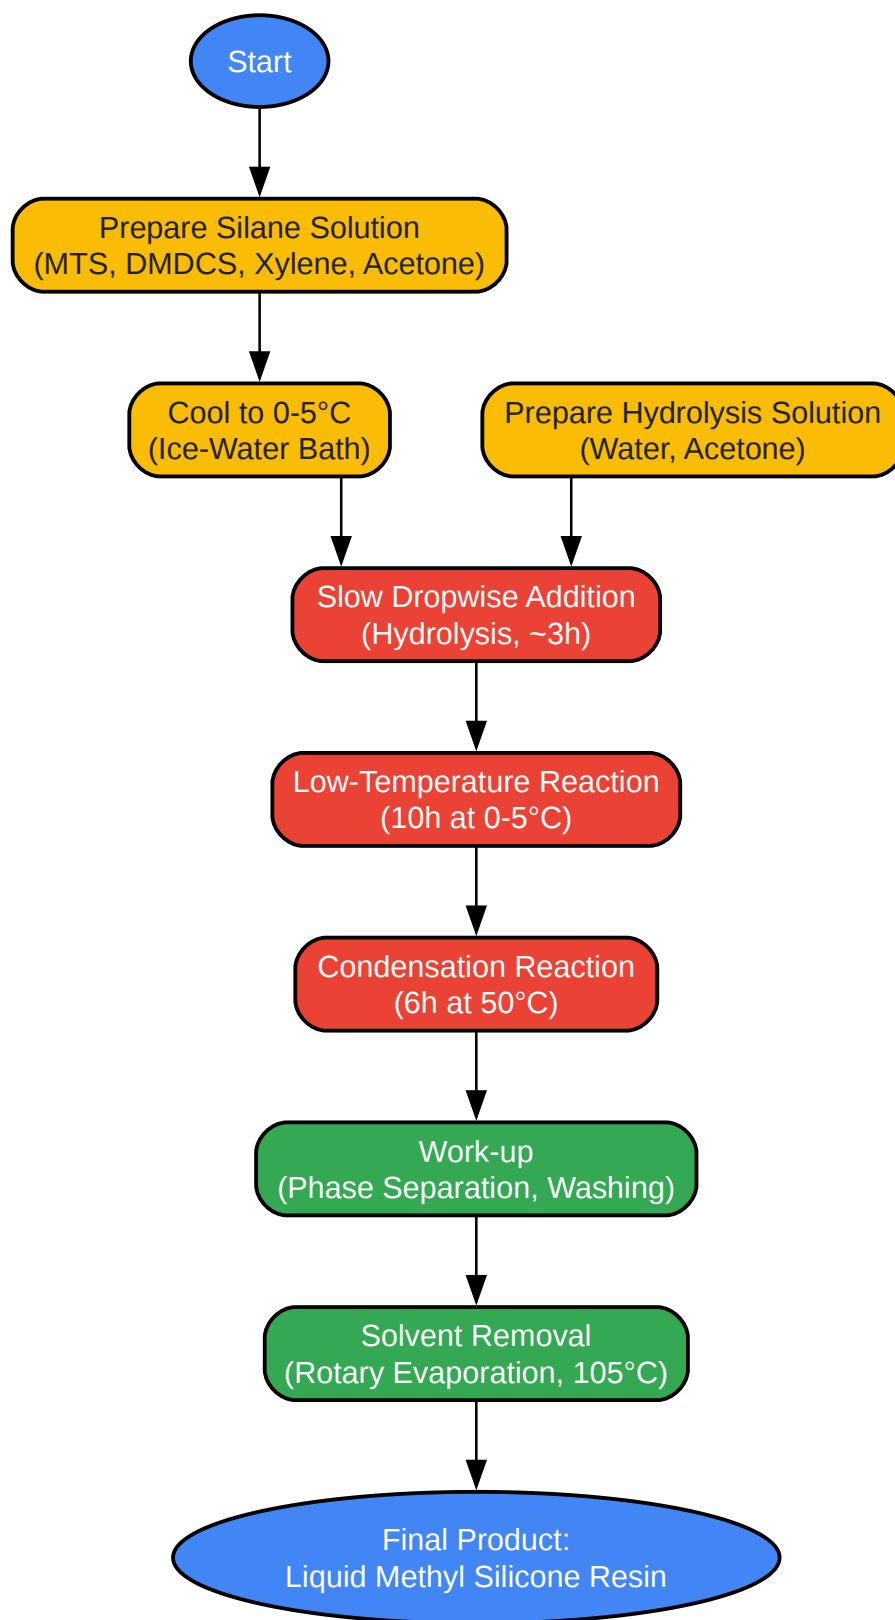 Start
Prepare Silane Solution
(MTS, DMDCS, Xylene, Acetone)
Cool to 0-5°C
(Ice-Water Bath)
Prepare Hydrolysis Solution
(Water, Acetone)
Slow Dropwise Addition
(Hydrolysis, ~3h)
Low-Temperature Reaction
(10h at 0-5°C)
Condensation Reaction
(6h at 50°C)
Work-up
(Phase Separation, Washing)
Solvent Removal
(Rotary Evaporation, 105°C)
Final Product:
Liquid Methyl Silicone Resin